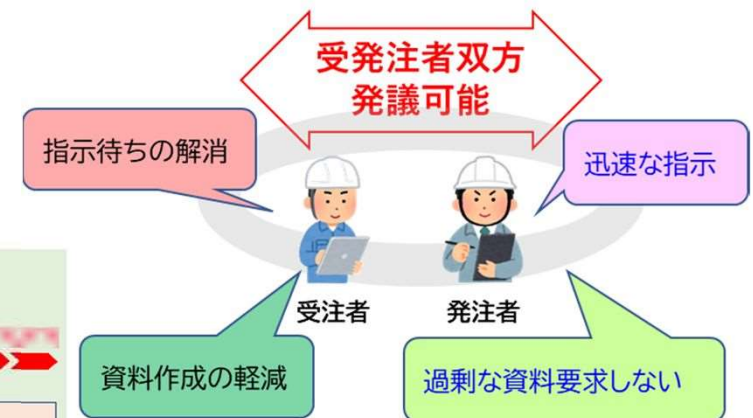 受発注者双方
発議可能
指示待ちの解消
迅速な指示
受注者
発注者
資料作成の軽減
過剰な資料要求しない